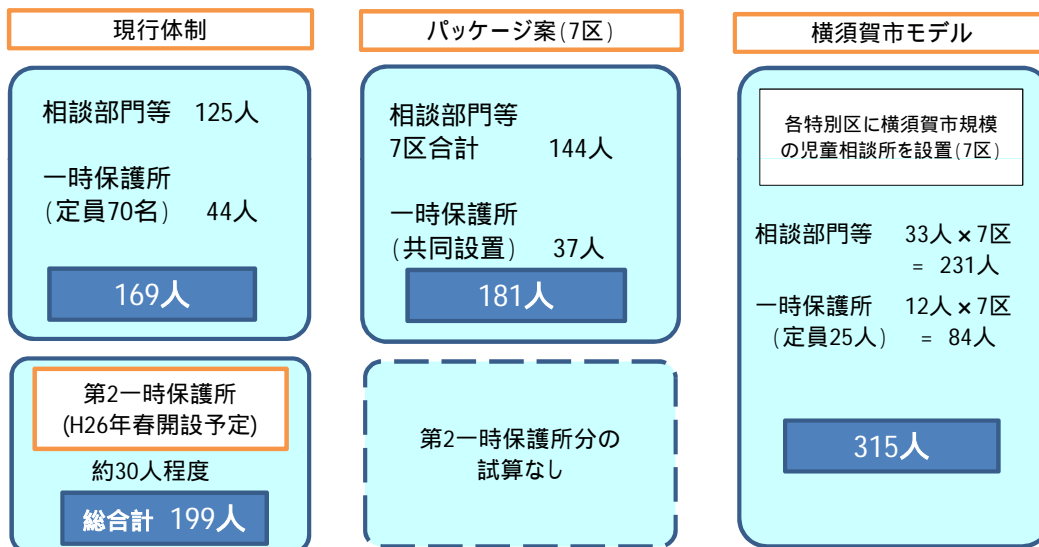 現行体制
相談部門等 125人
一時保護所
(定員70名) 44人
169人
第2一時保護所
(H26年春開設予定)
約30人程度
総合計 199人
パッケージ案(7区)
相談部門等
7区合計 144人
一時保護所
(共同設置) 37人
181人
第2一時保護所分の
試算なし
横須賀市モデル
各特別区に横須賀市規模
の児童相談所を設置(7区)
相談部門等 33人×7区
= 231人
一時保護所 12人×7区
(定員25人) = 84人
315人